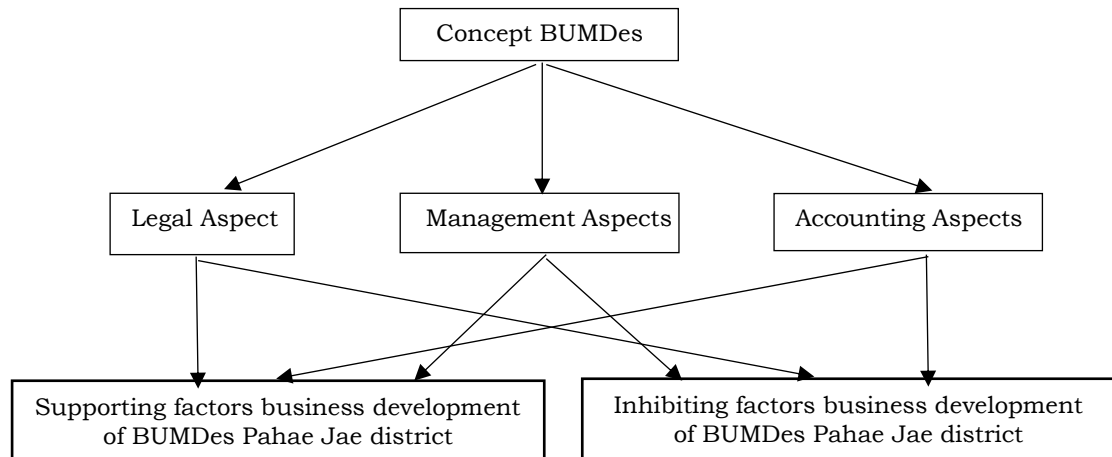 Concept BUMDes
Legal Aspect
Management Aspects
Accounting Aspects
Supporting factors business development
of BUMDes Pahae Jae district
Inhibiting factors business development
of BUMDes Pahae Jae district